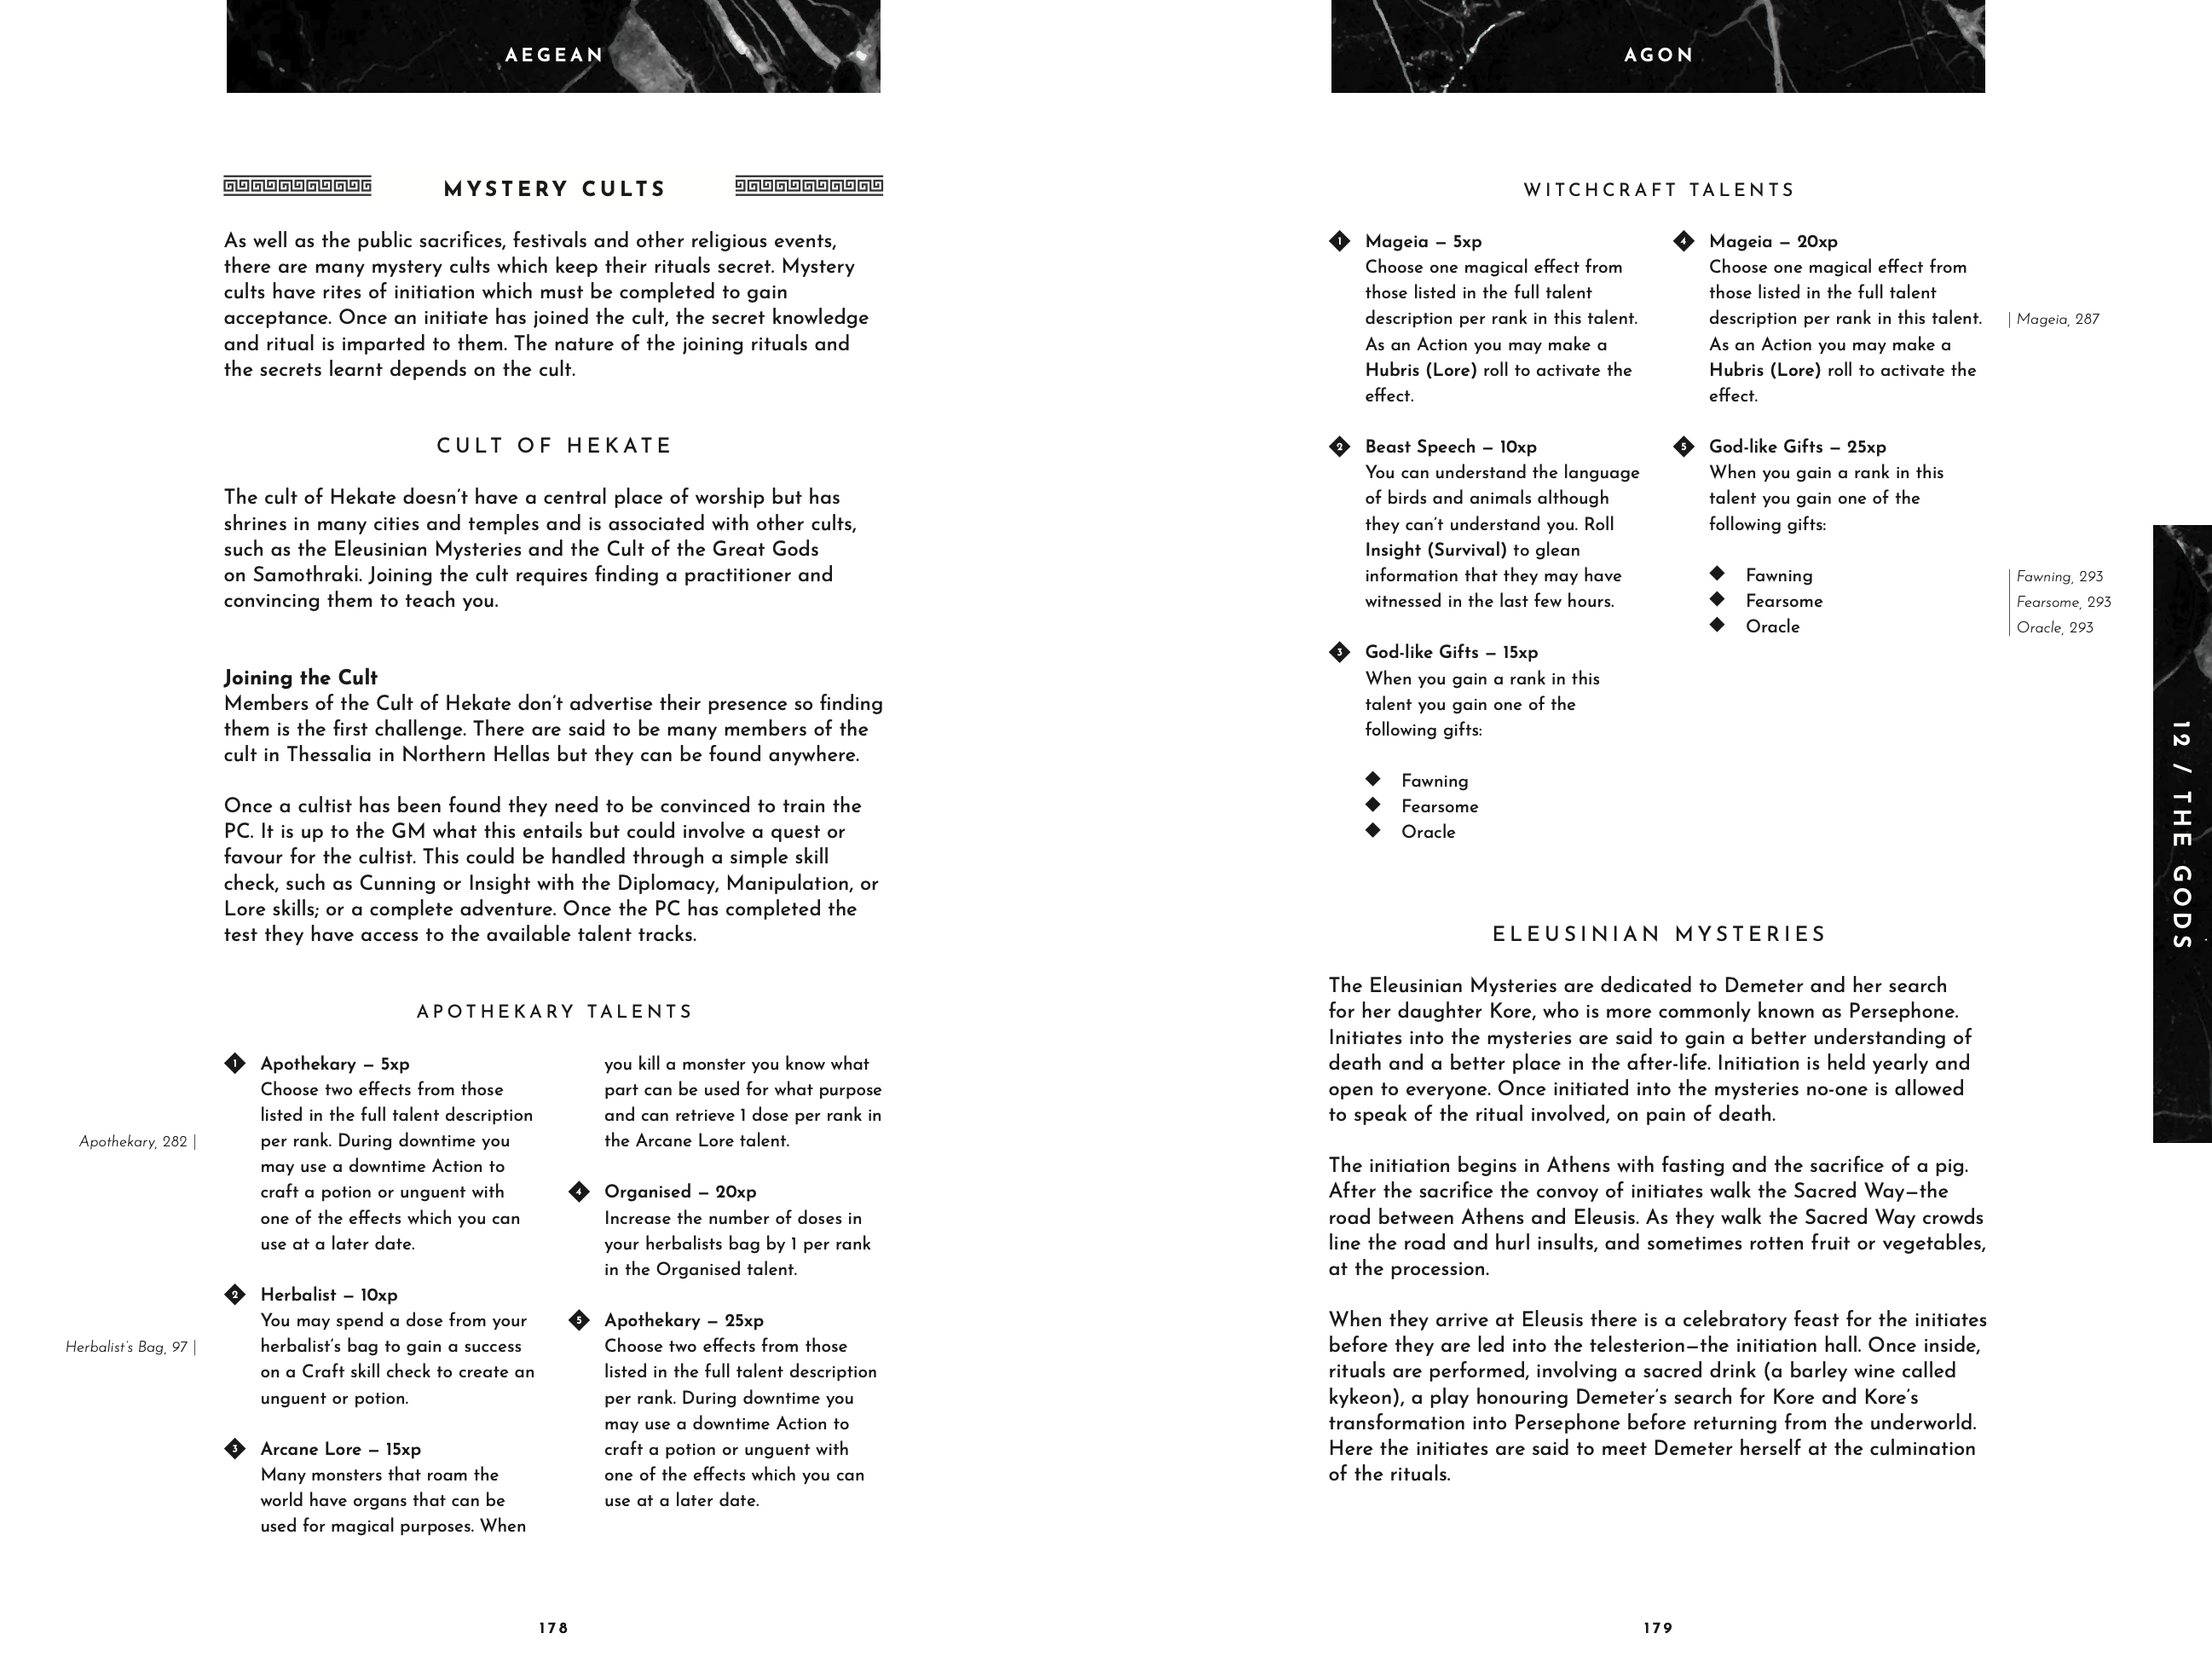 AEGEAN
MYSTERY CULTS
As well as the public sacrifices, festivals and other religious events,
there are many mystery cults which keep their rituals secret. Mystery
cults have rites of initiation which must be completed to gain
acceptance. Once an initiate has joined the cult, the secret knowledge
and ritual is imparted to them. The nature of the joining rituals and
the secrets learnt depends on the cult.
CULT OF HEKATE
The cult of Hekate doesn't have a central place of worship but has
shrines in many cities and temples and is associated with other cults,
such as the Eleusinian Mysteries and the Cult of the Great Gods
on Samothraki. Joining the cult requires finding a practitioner and
convincing them to teach you.
Joining the Cult
Members of the Cult of Hekate don't advertise their presence so finding
them is the first challenge. There are said to be many members of the
cult in Thessalia in Northern Hellas but they can be found anywhere.
Once a cultist has been found they need to be convinced to train the
PC. It is up to the GM what this entails but could involve a quest or
favour for the cultist. This could be handled through a simple skill
check, such as Cunning or Insight with the Diplomacy, Manipulation, or
Lore skills; or a complete adventure. Once the PC has completed the
test they have access to the available talent tracks.
APOTHEKARY TALENTS
1 Apothekary – 5xp
Choose two effects from those
listed in the full talent description
per rank. During downtime you
may use a downtime Action to
craft a potion or unguent with
one of the effects which you can
use at a later date.
Apothekary, 282
2 Herbalist – 10xp
You may spend a dose from your
herbalist's bag to gain a success
on a Craft skill check to create an
unguent or potion.
Herbalist's Bag, 97
3 Arcane Lore – 15xp
Many monsters that roam the
world have organs that can be
used for magical purposes. When
you kill a monster you know what
part can be used for what purpose
and can retrieve 1 dose per rank in
the Arcane Lore talent.
4 Organised – 20xp
Increase the number of doses in
your herbalists bag by 1 per rank
in the Organised talent.
5 Apothekary – 25xp
Choose two effects from those
listed in the full talent description
per rank. During downtime you
may use a downtime Action to
craft a potion or unguent with
one of the effects which you can
use at a later date.
178
AGON
WITCHCRAFT TALENTS
1 Mageia – 5xp
Choose one magical effect from
those listed in the full talent
description per rank in this talent.
As an Action you may make a
Hubris (Lore) roll to activate the
effect.
2 Beast Speech – 10xp
You can understand the language
of birds and animals although
they can't understand you. Roll
Insight (Survival) to glean
information that they may have
witnessed in the last few hours.
3 God-like Gifts – 15xp
When you gain a rank in this
talent you gain one of the
following gifts:
◆ Fawning
◆ Fearsome
◆ Oracle
4 Mageia – 20xp
Choose one magical effect from
those listed in the full talent
description per rank in this talent.
As an Action you may make a
Hubris (Lore) roll to activate the
effect.
Mageia, 287
5 God-like Gifts – 25xp
When you gain a rank in this
talent you gain one of the
following gifts:
◆ Fawning
◆ Fearsome
◆ Oracle
Fawning, 293
Fearsome, 293
Oracle, 293
ELEUSINIAN MYSTERIES
The Eleusinian Mysteries are dedicated to Demeter and her search
for her daughter Kore, who is more commonly known as Persephone.
Initiates into the mysteries are said to gain a better understanding of
death and a better place in the after-life. Initiation is held yearly and
open to everyone. Once initiated into the mysteries no-one is allowed
to speak of the ritual involved, on pain of death.
The initiation begins in Athens with fasting and the sacrifice of a pig.
After the sacrifice the convoy of initiates walk the Sacred Way—the
road between Athens and Eleusis. As they walk the Sacred Way crowds
line the road and hurl insults, and sometimes rotten fruit or vegetables,
at the procession.
When they arrive at Eleusis there is a celebratory feast for the initiates
before they are led into the telesterion—the initiation hall. Once inside,
rituals are performed, involving a sacred drink (a barley wine called
kykeon), a play honouring Demeter's search for Kore and Kore's
transformation into Persephone before returning from the underworld.
Here the initiates are said to meet Demeter herself at the culmination
of the rituals.
12 / THE GODS
179